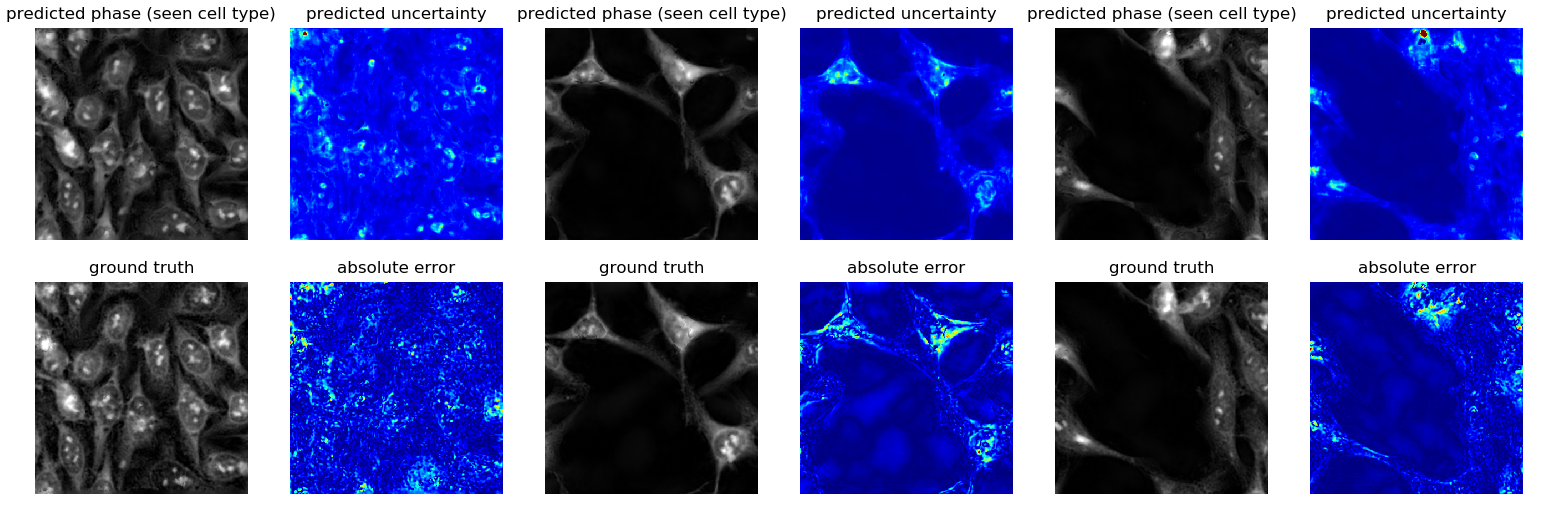 predicted phase (seen cell type)
predicted uncertainty
predicted phase (seen cell type)
predicted uncertainty
predicted phase (seen cell type)
predicted uncertainty
ground truth
absolute error
ground truth
absolute error
ground truth
absolute error